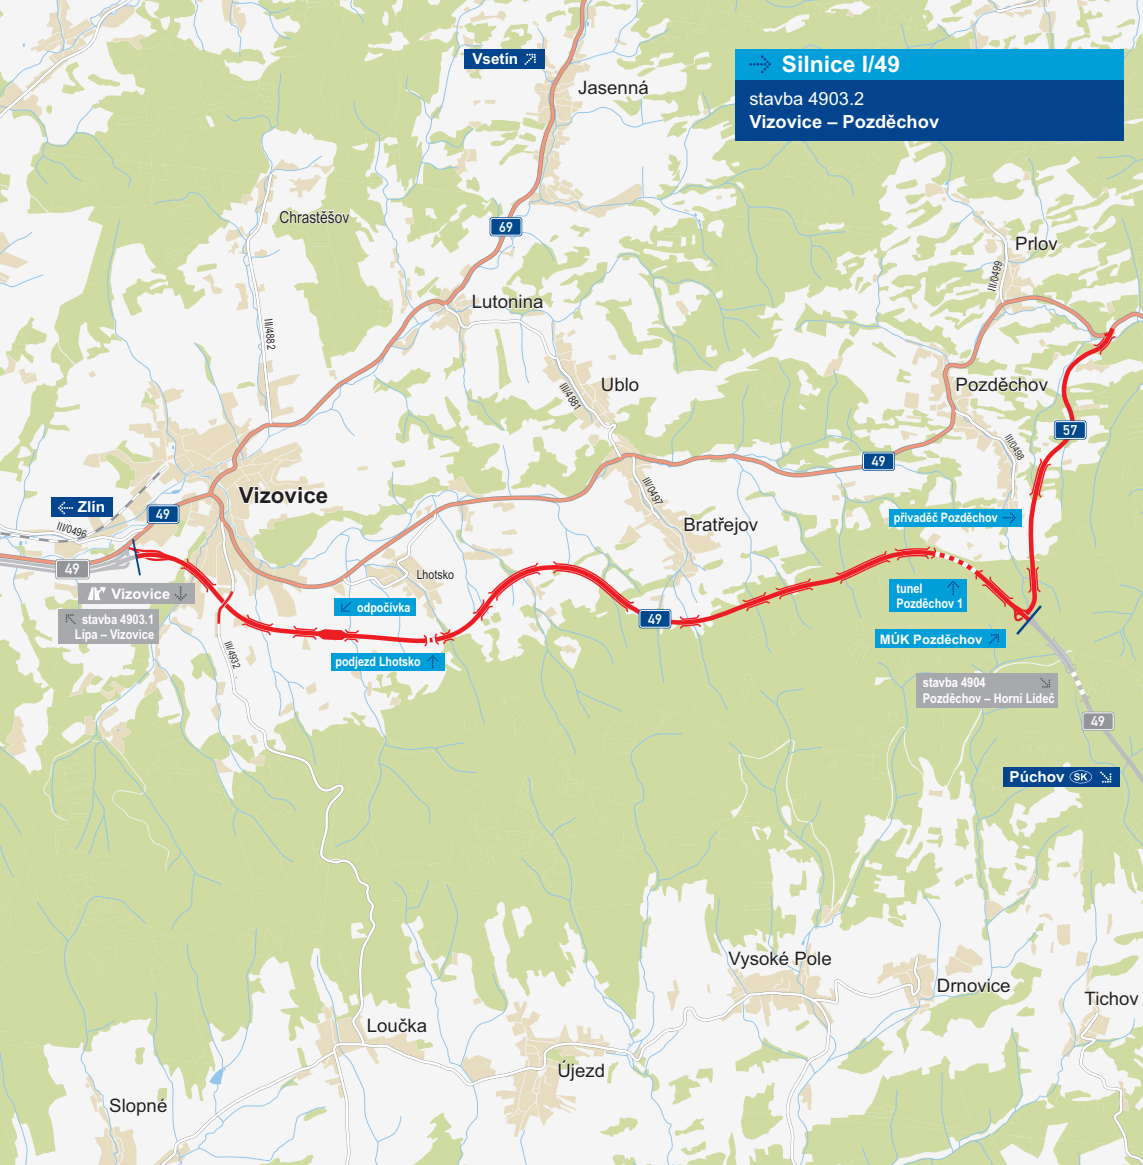 Silnice I/49
stavba 4903.2
Vizovice – Pozděchov
Vsetín
Jasenná
Chrastěšov
69
Prlov
III/0499
Lutonina
III/4882
Ublo
III/4881
Pozděchov
57
III/0498
49
Vizovice
Zlín
49
III/0496
III/0497
Bratřejov
přivaděč Pozděchov
49
Lhotsko
Vizovice
stavba 4903.1
Lípa – Vizovice
odpočívka
49
tunel
Pozděchov 1
MÚK Pozděchov
podjezd Lhotsko
III/4932
stavba 4904
Pozděchov – Horní Lideč
49
Púchov SK
Vysoké Pole
Drnovice
Tichov
Loučka
Újezd
Slopné